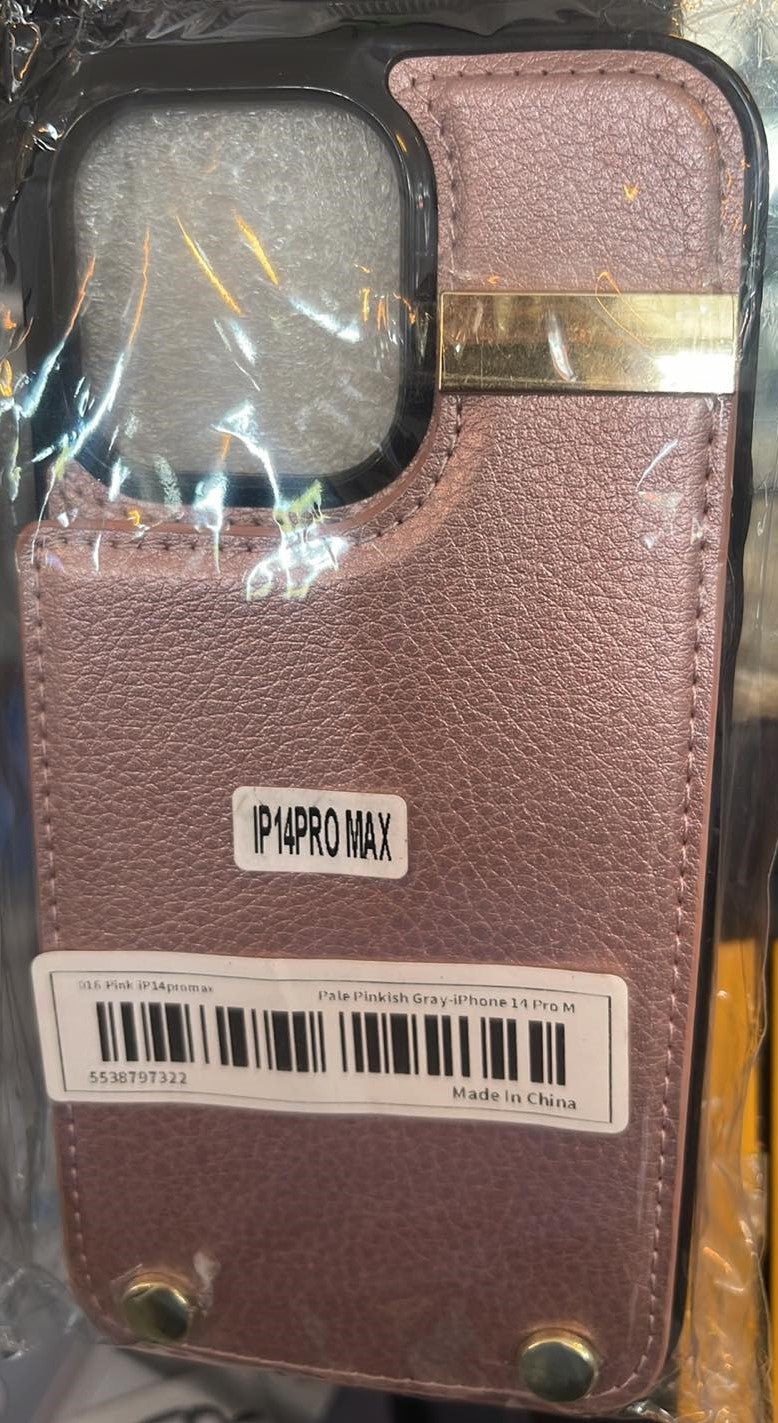 IP14PRO MAX
016 Pink iP14promax
Pale Pinkish Gray-iPhone 14 Pro M
5538797322
Made In China